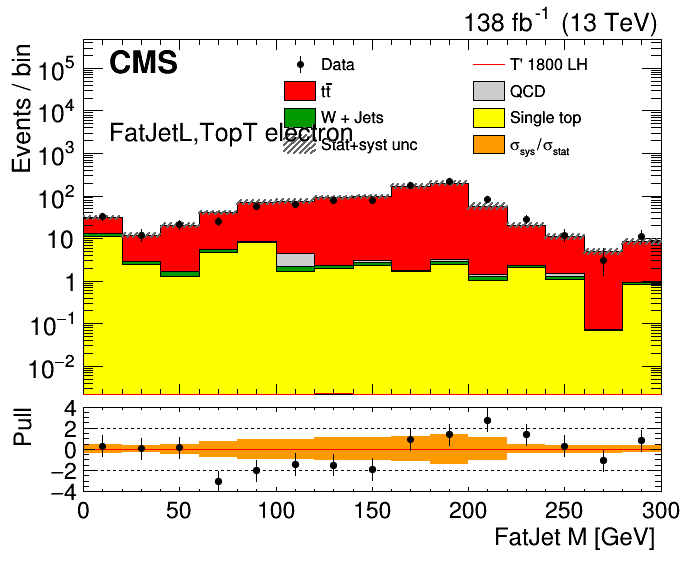 138 fb⁻¹ (13 TeV)
CMS
Data
T' 1800 LH
tt̄
QCD
W + Jets
Single top
FatJetL,TopT electron
Stat+syst unc
σsys/σstat
Events / bin
10⁵
10⁴
10³
10²
10
1
10⁻¹
10⁻²
Pull
4
2
0
−2
−4
0 50 100 150 200 250 300
FatJet M [GeV]